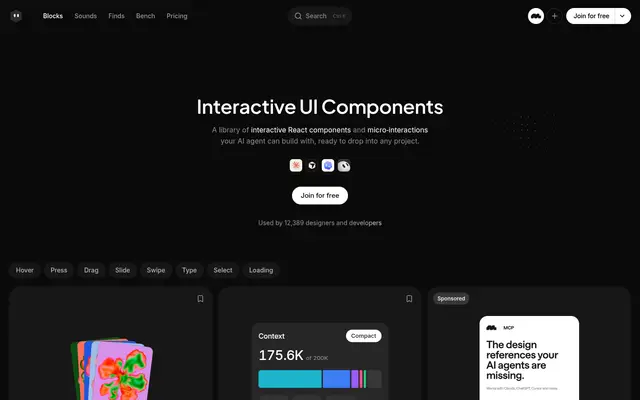 Blocks Sounds Finds Bench Pricing
Search Ctrl K
Join for free
Interactive UI Components
A library of interactive React components and micro-interactions
your AI agent can build with, ready to drop into any project.
Join for free
Used by 12,389 designers and developers
Hover Press Drag Slide Swipe Type Select Loading
Context Compact
175.6K of 200K
Sponsored
MCP
The design
references your
AI agents are
missing.